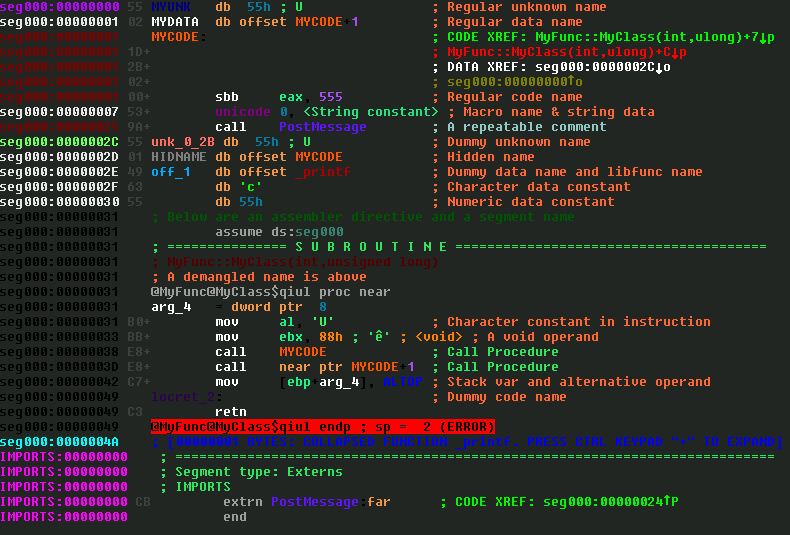 seg000:00000000 55 MYUNK db 55h ; U ; Regular unknown name
seg000:00000001 02 MYDATA db offset MYCODE+1 ; Regular data name
seg000:00000001 MYCODE: ; CODE XREF: MyFunc::MyClass(int,ulong)+7↓p
seg000:00000001 1D+ ; MyFunc::MyClass(int,ulong)+C↓p
seg000:00000001 2B+ ; DATA XREF: seg000:0000002C↓o
seg000:00000001 02+ ; seg000:00000000↑o
seg000:00000001 00+ sbb eax, 555 ; Regular code name
seg000:00000007 53+ unicode 0, <String constant> ; Macro name & string data
9A+ call PostMessage ; A repeatable comment
seg000:0000002C 55 unk_0_2B db 55h ; U ; Dummy unknown name
seg000:0000002D 01 HIDNAME db offset MYCODE ; Hidden name
seg000:0000002E 49 off_1 db offset _printf ; Dummy data name and libfunc name
seg000:0000002F 63 db 'c' ; Character data constant
seg000:00000030 55 db 55h ; Numeric data constant
seg000:00000031 ; Below are an assembler directive and a segment name
seg000:00000031 assume ds:seg000
seg000:00000031 ; =============== S U B R O U T I N E =======================================
seg000:00000031 ; MyFunc::MyClass(int,unsigned long)
seg000:00000031 ; A demangled name is above
seg000:00000031 @MyFunc@MyClass$qiul proc near
seg000:00000031 arg_4 = dword ptr 8
seg000:00000031 B0+ mov al, 'U' ; Character constant in instruction
seg000:00000033 BB+ mov ebx, 88h ; 'ê' ; <void> ; A void operand
seg000:00000038 E8+ call MYCODE ; Call Procedure
seg000:0000003D E8+ call near ptr MYCODE+1 ; Call Procedure
seg000:00000042 C7+ mov [ebp+arg_4], ALTOP ; Stack var and alternative operand
seg000:00000049 locret_2: ; Dummy code name
seg000:00000049 C3 retn
seg000:00000049 @MyFunc@MyClass$qiul endp ; sp = 2 (ERROR)
seg000:0000004A ; [NNNNNNNN BYTES: COLLAPSED FUNCTION _printf. PRESS CTRL KEYPAD "+" TO EXPAND]
IMPORTS:00000000 ; ===========================================================================
IMPORTS:00000000 ; Segment type: Externs
IMPORTS:00000000 ; IMPORTS
IMPORTS:00000000 CB extrn PostMessage:far ; CODE XREF: seg000:00000024↑P
IMPORTS:00000000 end